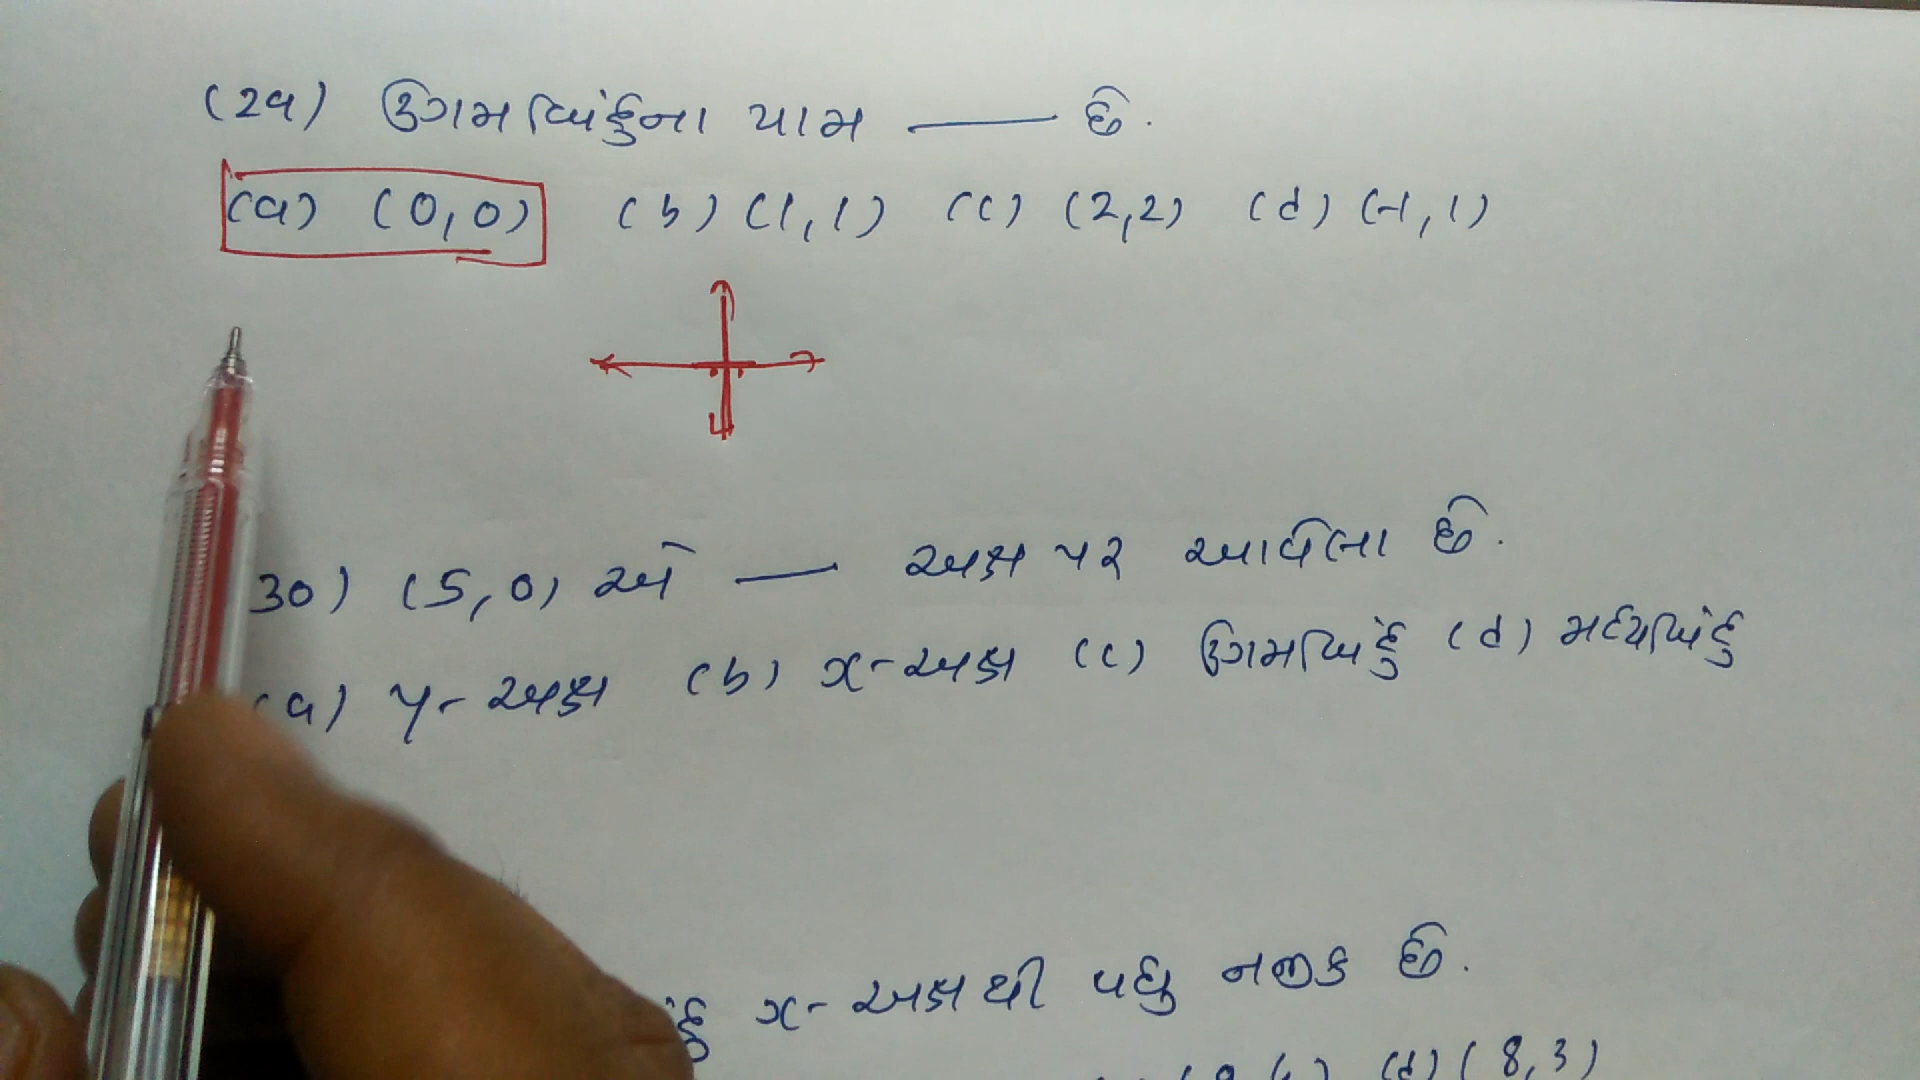 (29) ઉગમબિંદુના યામ — છે.
(a) (0,0) (b) (1,1) (c) (2,2) (d) (-1,1)
30) (5,0) એ — અક્ષ પર આવેલા છે.
(a) y- અક્ષ (b) x-અક્ષ (c) ઉગમબિંદુ (d) મધ્યબિંદુ
x- અક્ષથી વધુ નજીક છે.
(d) (8,3)